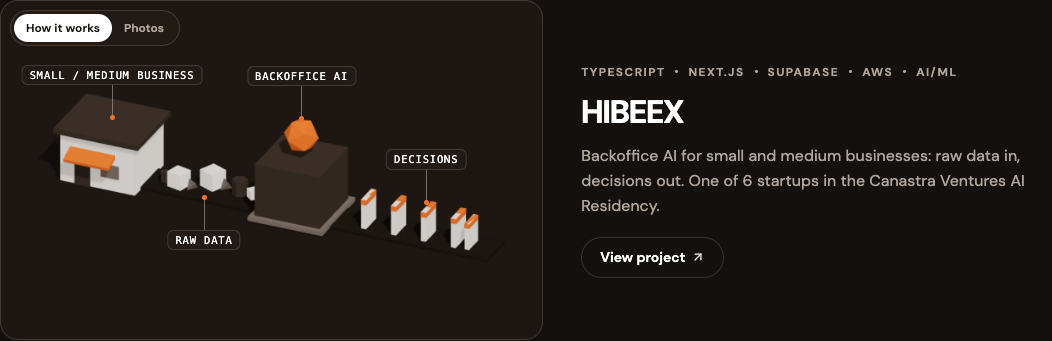 How it works
Photos
SMALL / MEDIUM BUSINESS
BACKOFFICE AI
DECISIONS
RAW DATA
TYPESCRIPT • NEXT.JS • SUPABASE • AWS • AI/ML
HIBEEX
Backoffice AI for small and medium businesses: raw data in,
decisions out. One of 6 startups in the Canastra Ventures AI
Residency.
View project ↗